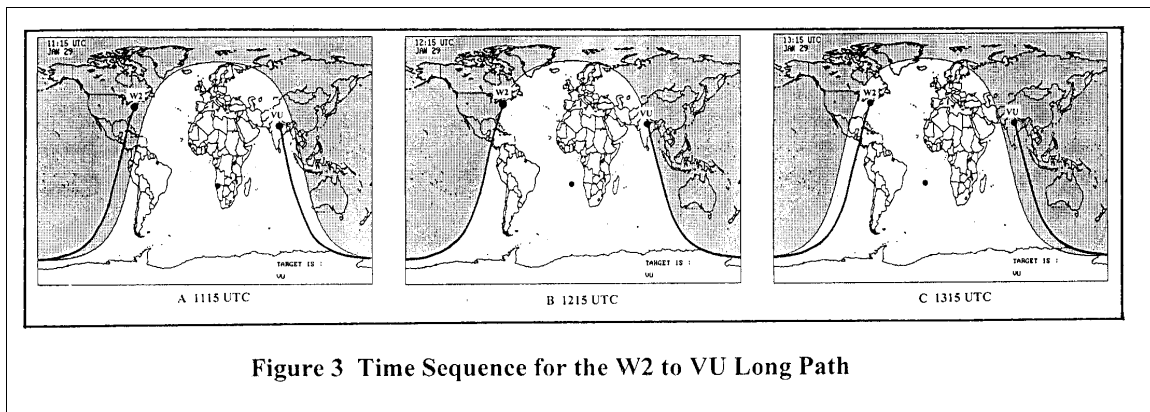 11:15 UTC
JAN 29
W2
VU
TARGET IS :
VU
A 1115 UTC
12:15 UTC
JAN 29
W2
VU
TARGET IS :
VU
B 1215 UTC
13:15 UTC
JAN 29
W2
VU
TARGET IS :
VU
C 1315 UTC
Figure 3 Time Sequence for the W2 to VU Long Path